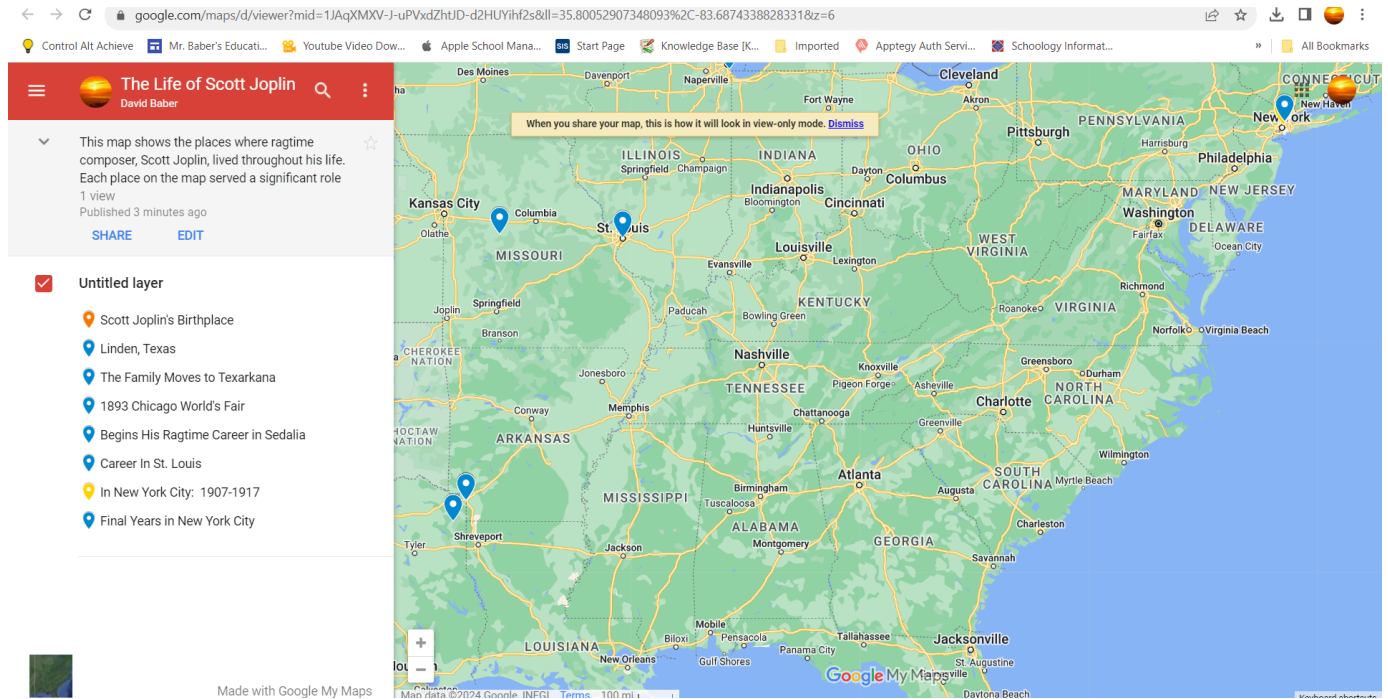 google.com/maps/d/viewer?mid=1JAqXMXV-J-uPVxdZhtJD-d2HUYihf2s&ll=35.80052907348093%2C-83.68743388283318&z=6
Control Alt Achieve Mr. Baber's Educati... Youtube Video Dow... Apple School Mana... SIS Start Page Knowledge Base [K... Imported Apptegy Auth Servi... Schoology Informat... » All Bookmarks
The Life of Scott Joplin
David Baber
This map shows the places where ragtime
composer, Scott Joplin, lived throughout his life.
Each place on the map served a significant role
1 view
Published 3 minutes ago
SHARE EDIT
Untitled layer
Scott Joplin's Birthplace
Linden, Texas
The Family Moves to Texarkana
1893 Chicago World's Fair
Begins His Ragtime Career in Sedalia
Career In St. Louis
In New York City: 1907-1917
Final Years in New York City
Made with Google My Maps
When you share your map, this is how it will look in view-only mode. Dismiss
Des Moines
Davenport
Naperville
Cleveland
CONNECTICUT
Fort Wayne
Akron
New Haven
PENNSYLVANIA
New York
Pittsburgh
Harrisburg
ILLINOIS
INDIANA
OHIO
Philadelphia
Springfield
Champaign
Dayton
Columbus
Indianapolis
MARYLAND
NEW JERSEY
Kansas City
Columbia
Bloomington
Cincinnati
Washington
Olathe
St.
Fairfax
DELAWARE
MISSOURI
Louisville
WEST
VIRGINIA
Ocean City
Evansville
Lexington
Richmond
Joplin
Springfield
Paducah
KENTUCKY
Bowling Green
Roanoke
VIRGINIA
Branson
Norfolk
Virginia Beach
CHEROKEE
NATION
Nashville
Greensboro
Jonesboro
Knoxville
Durham
TENNESSEE
Pigeon Forge
Asheville
NORTH
CAROLINA
Conway
Memphis
Chattanooga
Charlotte
HOCTAW
NATION
ARKANSAS
Huntsville
Greenville
Wilmington
Atlanta
SOUTH
CAROLINA
Birmingham
Augusta
Myrtle Beach
MISSISSIPPI
Tuscaloosa
ALABAMA
Charleston
Shreveport
Tyler
Jackson
Montgomery
GEORGIA
Savannah
Mobile
LOUISIANA
Biloxi
Pensacola
Tallahassee
Jacksonville
New Orleans
Gulf Shores
Panama City
St. Augustine
Google My Maps
Daytona Beach
Map data ©2024 Google, INEGI Terms 100 mi
Keyboard shortcuts